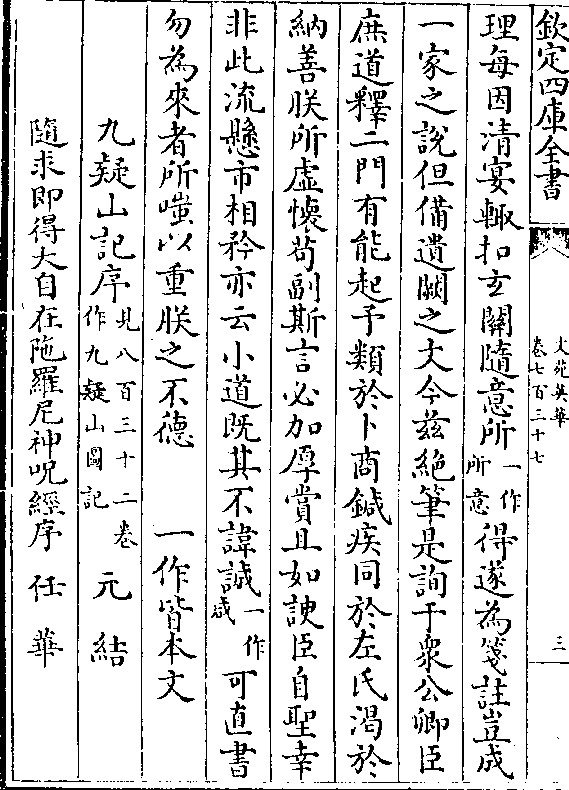 欽定四庫全書
文苑英華
卷七百三十七
三
理每因清宴輙扣𤣥闗隨意所一作所意得遂為箋註豈成
一家之說但備遺闕之文今兹絶筆是詢于衆公卿臣
庶道釋二門有能起予類於卜商鍼疾同於左氏渴於
納善朕所虚懷茍副斯言必加厚賞且如諛臣自聖幸
非此流懸市相矜亦云小道既其不諱誠一作咸可直書
勿為來者所嗤以重朕之不德 一作皆本文
九疑山記序見八百三十二卷作九疑山圖記 元結
隨求即得大自在陁羅尼神呪經序 任華